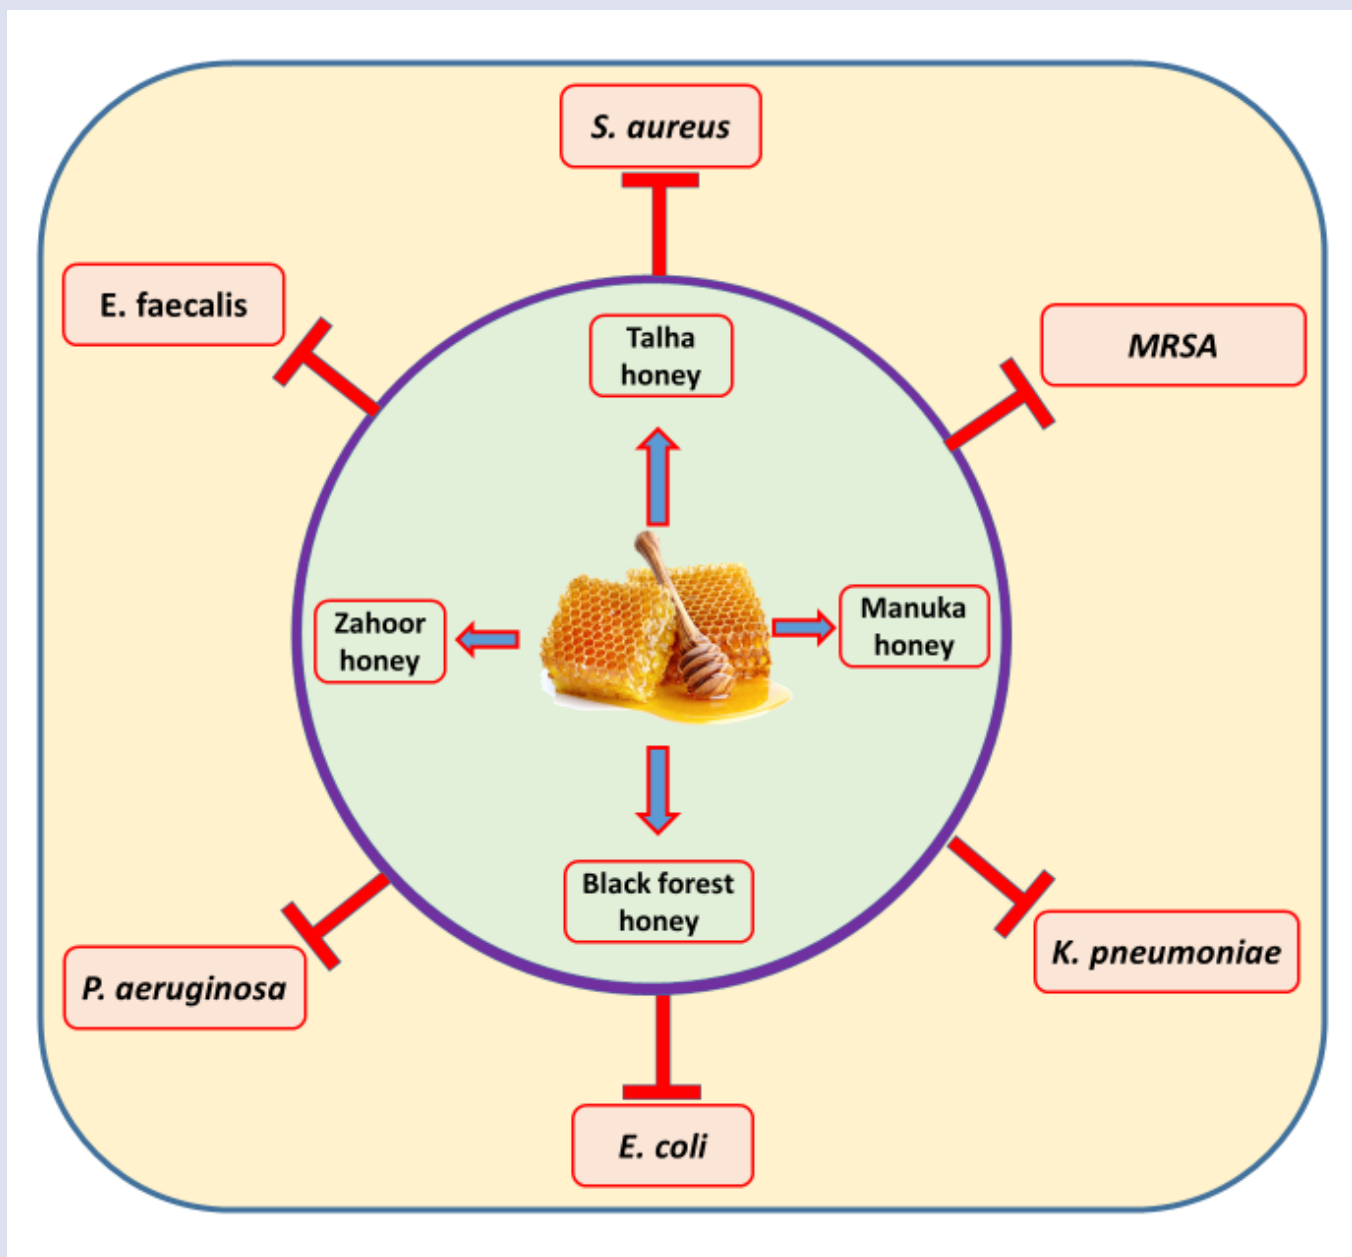 S. aureus
E. faecalis
MRSA
Talha
honey
Zahoor
honey
Manuka
honey
Black forest
honey
P. aeruginosa
K. pneumoniae
E. coli